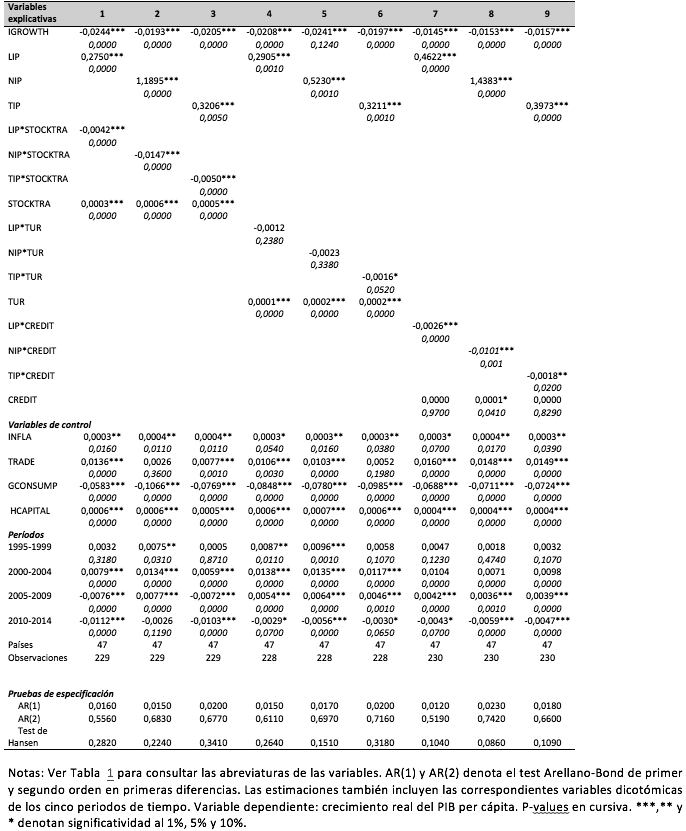 Variables explicativas 1 2 3 4 5 6 7 8 9
IGROWTH -0,0244*** -0,0193*** -0,0205*** -0,0208*** -0,0241*** -0,0197*** -0,0145*** -0,0153*** -0,0157***
0,0000 0,0000 0,0000 0,0000 0,1240 0,0000 0,0000 0,0000 0,0000
LIP 0,2750*** 0,2905*** 0,4622***
0,0000 0,0010 0,0000
NIP 1,1895*** 0,5230*** 1,4383***
0,0000 0,0010 0,0000
TIP 0,3206*** 0,3211*** 0,3973***
0,0050 0,0010 0,0000
LIP*STOCKTRA -0,0042***
0,0000
NIP*STOCKTRA -0,0147***
0,0000
TIP*STOCKTRA -0,0050***
0,0000
STOCKTRA 0,0003*** 0,0006*** 0,0005***
0,0000 0,0000 0,0000
LIP*TUR -0,0012
0,2380
NIP*TUR -0,0023
0,3380
TIP*TUR -0,0016*
0,0520
TUR 0,0001*** 0,0002*** 0,0002***
0,0000 0,0000 0,0000
LIP*CREDIT -0,0026***
0,0000
NIP*CREDIT -0,0101***
0,001
TIP*CREDIT -0,0018**
0,0200
CREDIT 0,0000 0,0001* 0,0000
0,9700 0,0410 0,8290
Variables de control
INFLA 0,0003** 0,0004** 0,0004** 0,0003* 0,0003** 0,0003** 0,0003* 0,0004** 0,0003**
0,0160 0,0110 0,0110 0,0540 0,0160 0,0380 0,0700 0,0170 0,0390
TRADE 0,0136*** 0,0026 0,0077*** 0,0106*** 0,0103*** 0,0052 0,0160*** 0,0148*** 0,0149***
0,0000 0,3600 0,0010 0,0030 0,0000 0,1980 0,0000 0,0000 0,0000
GCONSUMP -0,0583*** -0,1066*** -0,0769*** -0,0848*** -0,0780*** -0,0985*** -0,0688*** -0,0711*** -0,0724***
0,0000 0,0000 0,0000 0,0000 0,0000 0,0000 0,0000 0,0000 0,0000
HCAPITAL 0,0006*** 0,0006*** 0,0005*** 0,0006*** 0,0007*** 0,0006*** 0,0004*** 0,0004*** 0,0004***
0,0000 0,0000 0,0000 0,0000 0,0000 0,0000 0,0000 0,0000 0,0000
Períodos
1995-1999 0,0032 0,0075** 0,0005 0,0087** 0,0096*** 0,0058 0,0047 0,0018 0,0032
0,3180 0,0310 0,8710 0,0110 0,0010 0,1070 0,1230 0,4740 0,1070
2000-2004 0,0079*** 0,0134*** 0,0059*** 0,0138*** 0,0135*** 0,0117*** 0,0104 0,0071 0,0098
0,0000 0,0000 0,0000 0,0000 0,0000 0,0000 0,0000 0,0000 0,0000
2005-2009 -0,0076*** 0,0077*** -0,0072*** 0,0054*** 0,0064*** 0,0046*** 0,0042*** 0,0036*** 0,0039***
0,0000 0,0000 0,0000 0,0000 0,0000 0,0010 0,0000 0,0010 0,0000
2010-2014 -0,0112*** -0,0026 -0,0103*** -0,0029* -0,0056*** -0,0030* -0,0043* -0,0059*** -0,0047***
0,0000 0,1190 0,0000 0,0700 0,0000 0,0650 0,0700 0,0000 0,0000
Países 47 47 47 47 47 47 47 47 47
Observaciones 229 229 229 228 228 228 230 230 230
Pruebas de especificación
AR(1) 0,0160 0,0150 0,0200 0,0150 0,0170 0,0200 0,0120 0,0230 0,0180
AR(2) 0,5560 0,6830 0,6770 0,6110 0,6970 0,7160 0,5190 0,7420 0,6600
Test de
Hansen 0,2820 0,2240 0,3410 0,2640 0,1510 0,3180 0,1040 0,0860 0,1090
Notas: Ver Tabla 1 para consultar las abreviaturas de las variables. AR(1) y AR(2) denota el test Arellano-Bond de primer
y segundo orden en primeras diferencias. Las estimaciones también incluyen las correspondientes variables dicotómicas
de los cinco periodos de tiempo. Variable dependiente: crecimiento real del PIB per cápita. P-values en cursiva. ***,** y
* denotan significatividad al 1%, 5% y 10%.